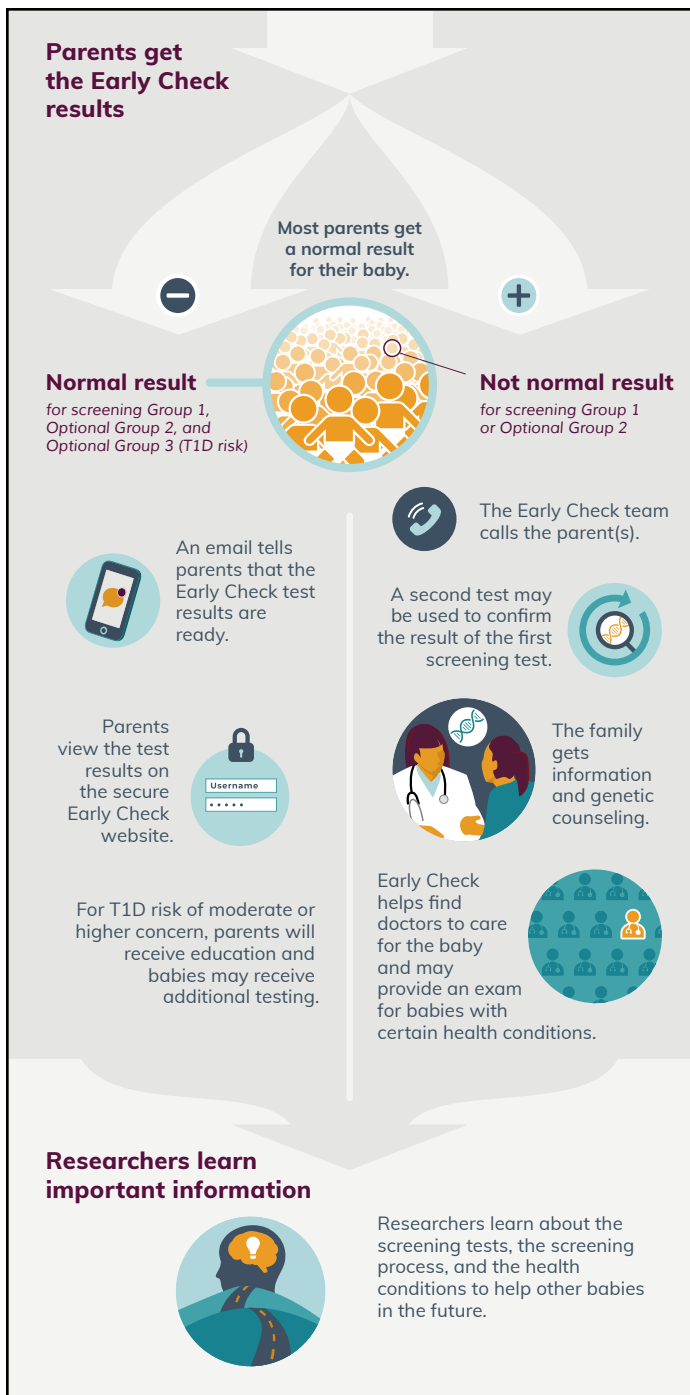 Parents get
the Early Check
results
Most parents get
a normal result
for their baby.
Normal result
for screening Group 1,
Optional Group 2, and
Optional Group 3 (T1D risk)
An email tells
parents that the
Early Check test
results are
ready.
Parents
view the test
results on
the secure
Early Check
website.
Username
For T1D risk of moderate or
higher concern, parents will
receive education and
babies may receive
additional testing.
Not normal result
for screening Group 1
or Optional Group 2
The Early Check team
calls the parent(s).
A second test may
be used to confirm
the result of the first
screening test.
The family
gets
information
and genetic
counseling.
Early Check
helps find
doctors to care
for the baby
and may
provide an exam
for babies with
certain health conditions.
Researchers learn
important information
Researchers learn about the
screening tests, the screening
process, and the health
conditions to help other babies
in the future.